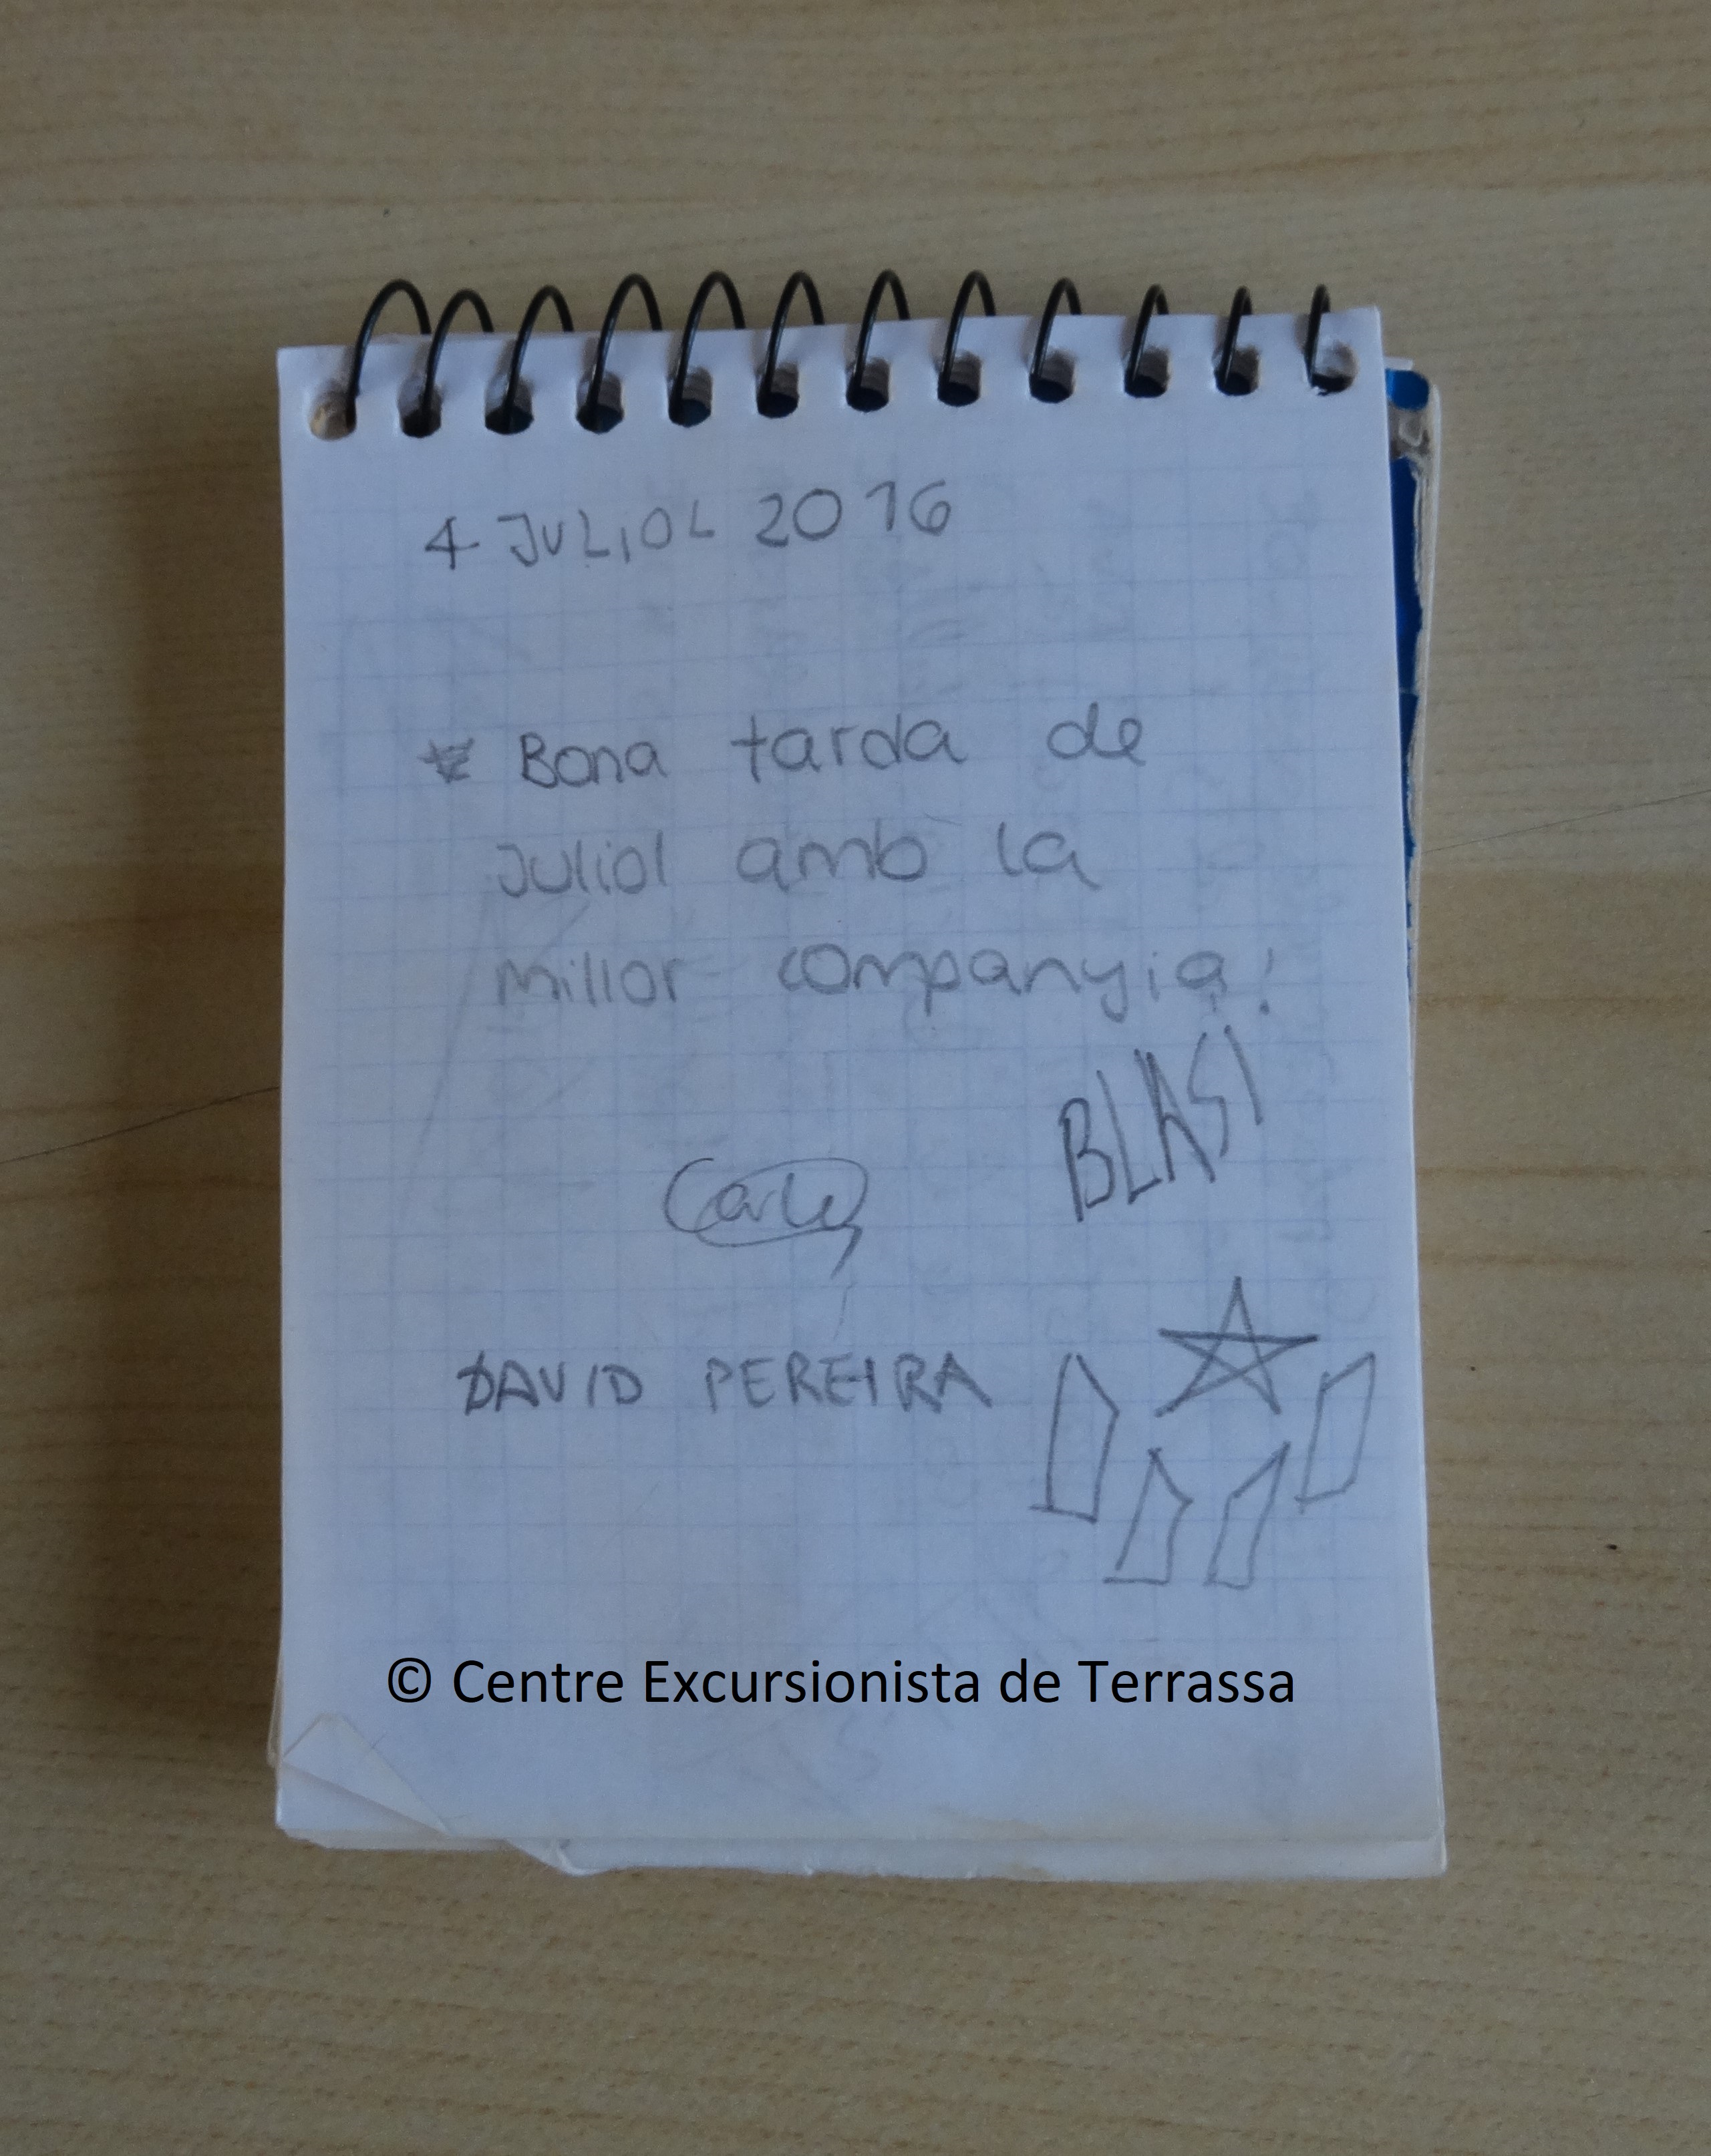 4 JULIOL 2016
Bona tarda de
Juliol amb la
millor companyia!
BLASI
Carles
DAVID PEREIRA
© Centre Excursionista de Terrassa